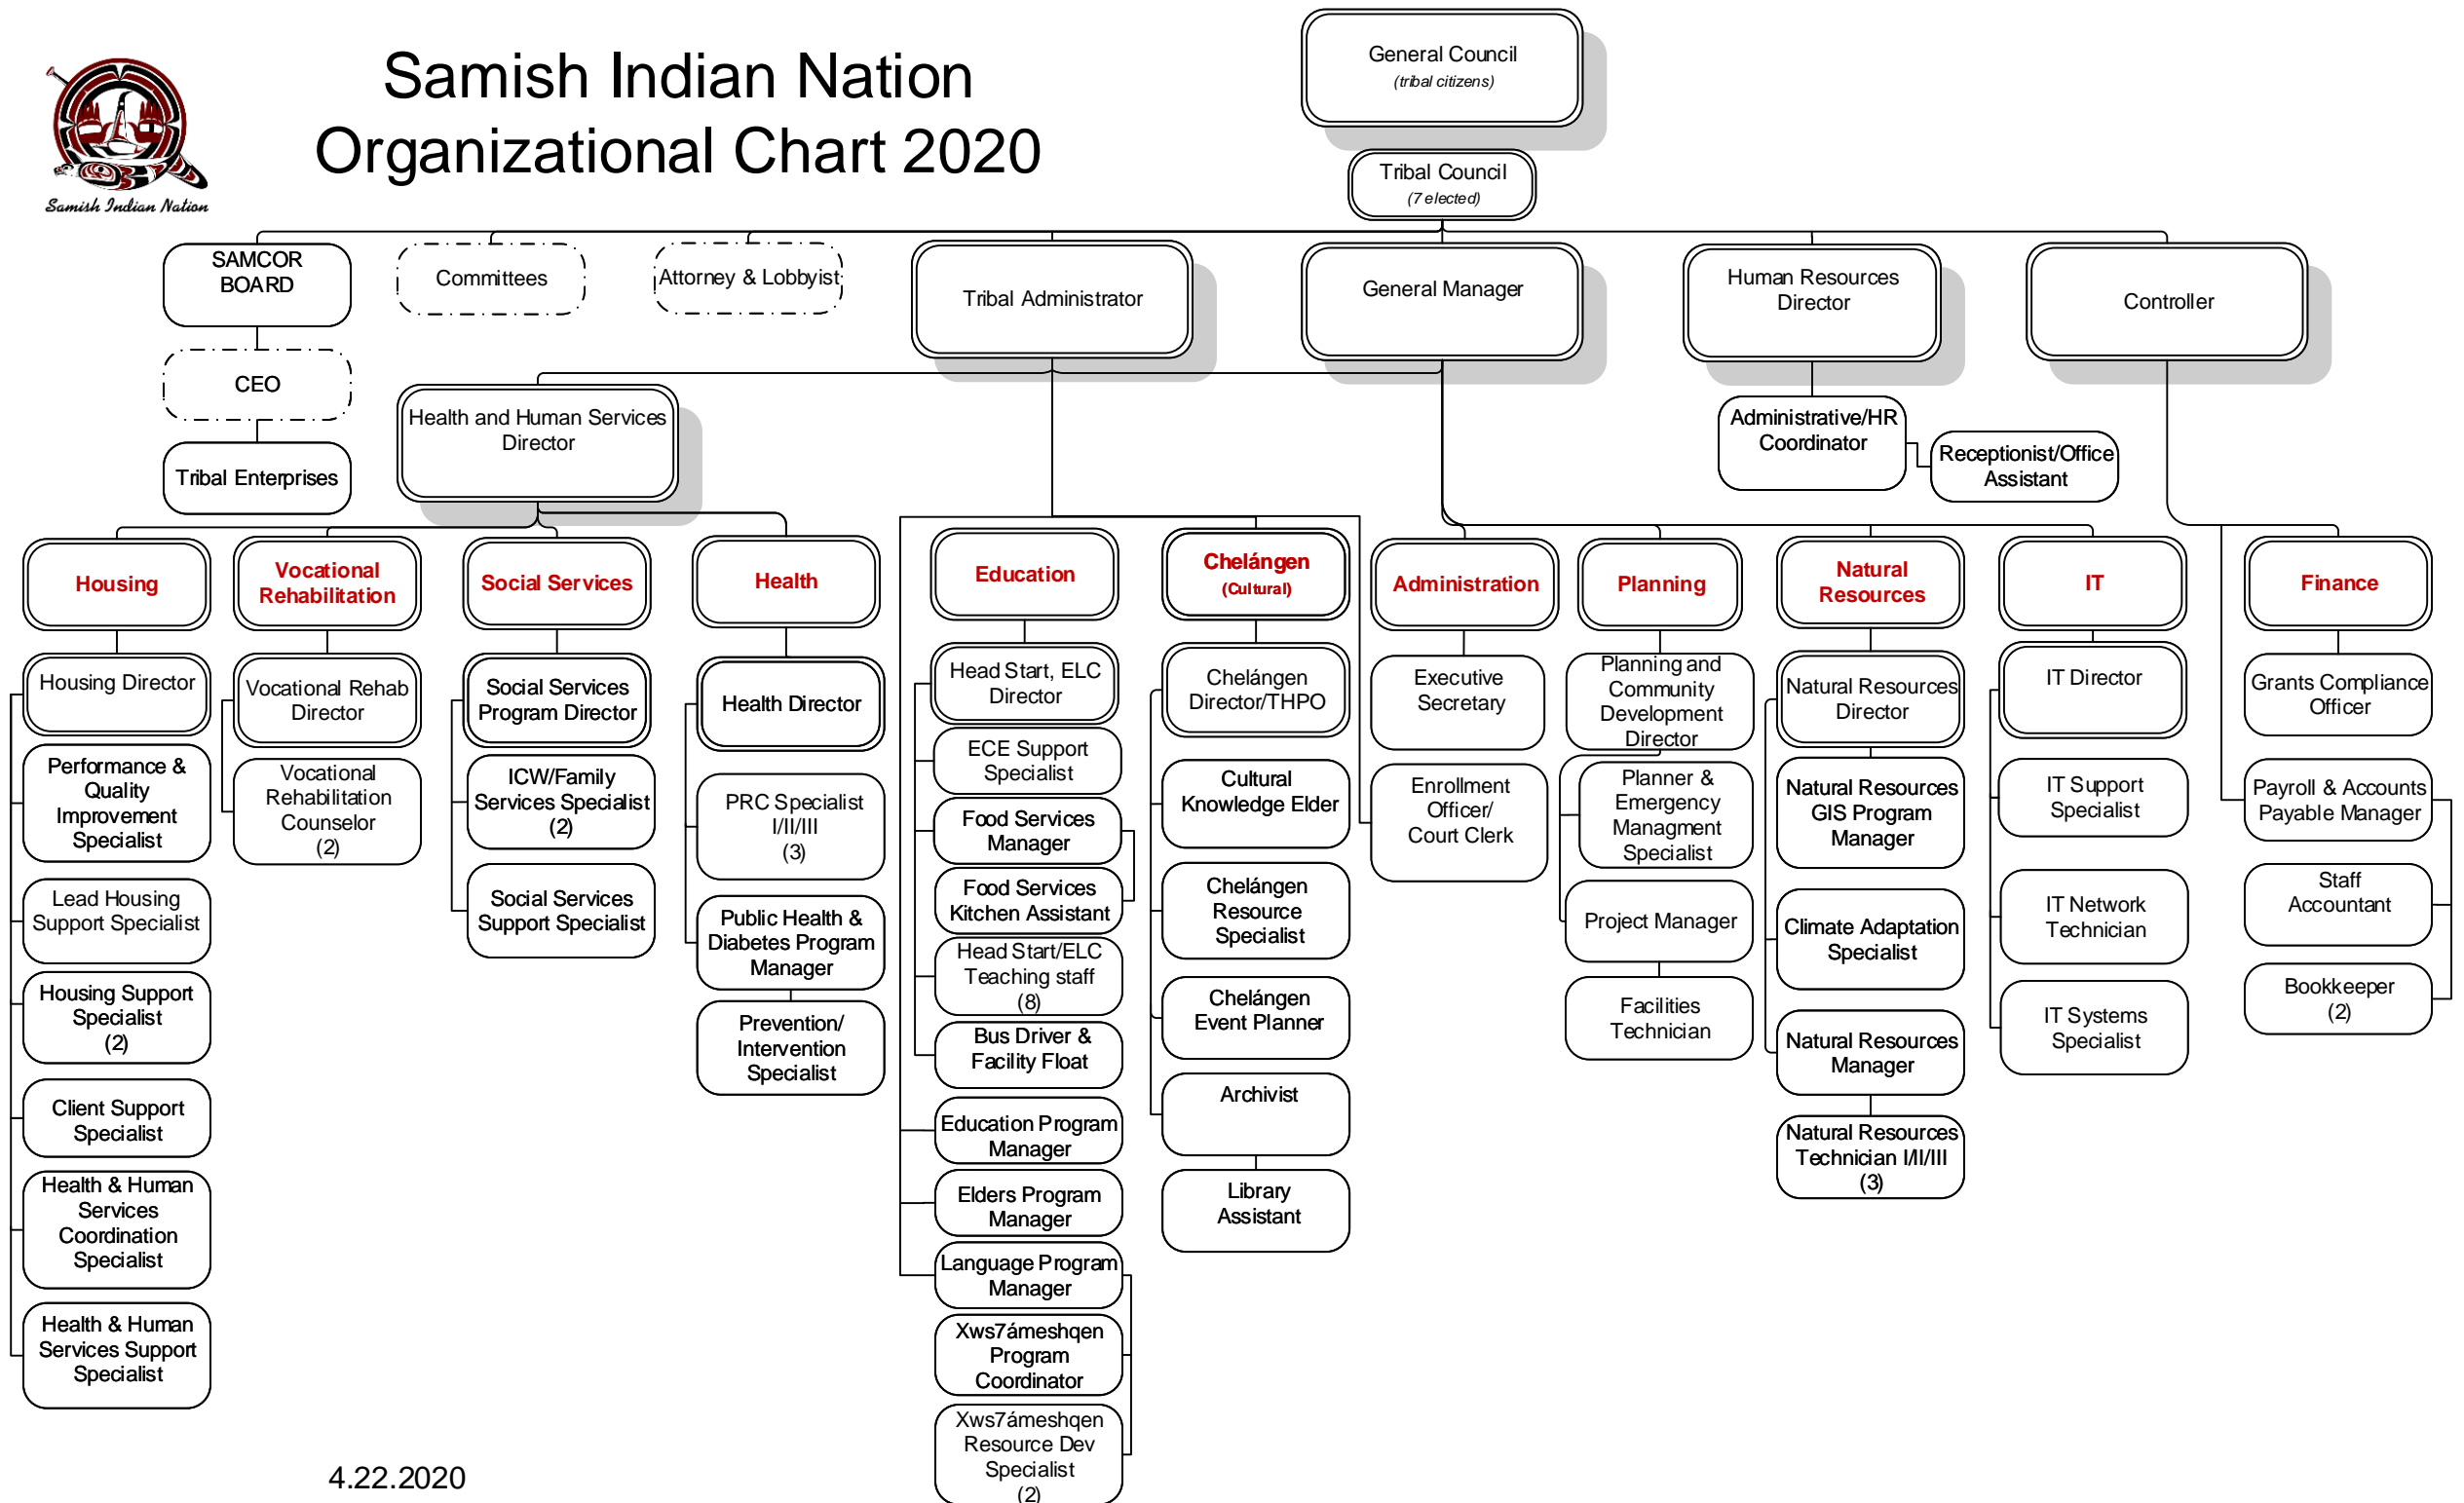 Samish Indian Nation
Organizational Chart 2020
Samish Indian Nation
General Council
(tribal citizens)
Tribal Council
(7 elected)
SAMCOR
BOARD
Committees
Attorney & Lobbyist
Tribal Administrator
General Manager
Human Resources
Director
Controller
CEO
Tribal Enterprises
Health and Human Services
Director
Administrative/HR
Coordinator
Receptionist/Office
Assistant
Housing
Housing Director
Performance &
Quality
Improvement
Specialist
Lead Housing
Support Specialist
Housing Support
Specialist
(2)
Client Support
Specialist
Health & Human
Services
Coordination
Specialist
Health & Human
Services Support
Specialist
Vocational
Rehabilitation
Vocational Rehab
Director
Vocational
Rehabilitation
Counselor
(2)
Social Services
Social Services
Program Director
ICW/Family
Services Specialist
(2)
Social Services
Support Specialist
Health
Health Director
PRC Specialist
I/II/III
(3)
Public Health &
Diabetes Program
Manager
Prevention/
Intervention
Specialist
Education
Head Start, ELC
Director
ECE Support
Specialist
Food Services
Manager
Food Services
Kitchen Assistant
Head Start/ELC
Teaching staff
(8)
Bus Driver &
Facility Float
Education Program
Manager
Elders Program
Manager
Language Program
Manager
Xws7ámeshqen
Program
Coordinator
Xws7ámeshqen
Resource Dev
Specialist
(2)
Chelángen
(Cultural)
Chelángen
Director/THPO
Cultural
Knowledge Elder
Chelángen
Resource
Specialist
Chelángen
Event Planner
Archivist
Library
Assistant
Administration
Executive
Secretary
Enrollment
Officer/
Court Clerk
Planning
Planning and
Community
Development
Director
Planner &
Emergency
Managment
Specialist
Project Manager
Facilities
Technician
Natural
Resources
Natural Resources
Director
Natural Resources
GIS Program
Manager
Climate Adaptation
Specialist
Natural Resources
Manager
Natural Resources
Technician I/II/III
(3)
IT
IT Director
IT Support
Specialist
IT Network
Technician
IT Systems
Specialist
Finance
Grants Compliance
Officer
Payroll & Accounts
Payable Manager
Staff
Accountant
Bookkeeper
(2)
4.22.2020